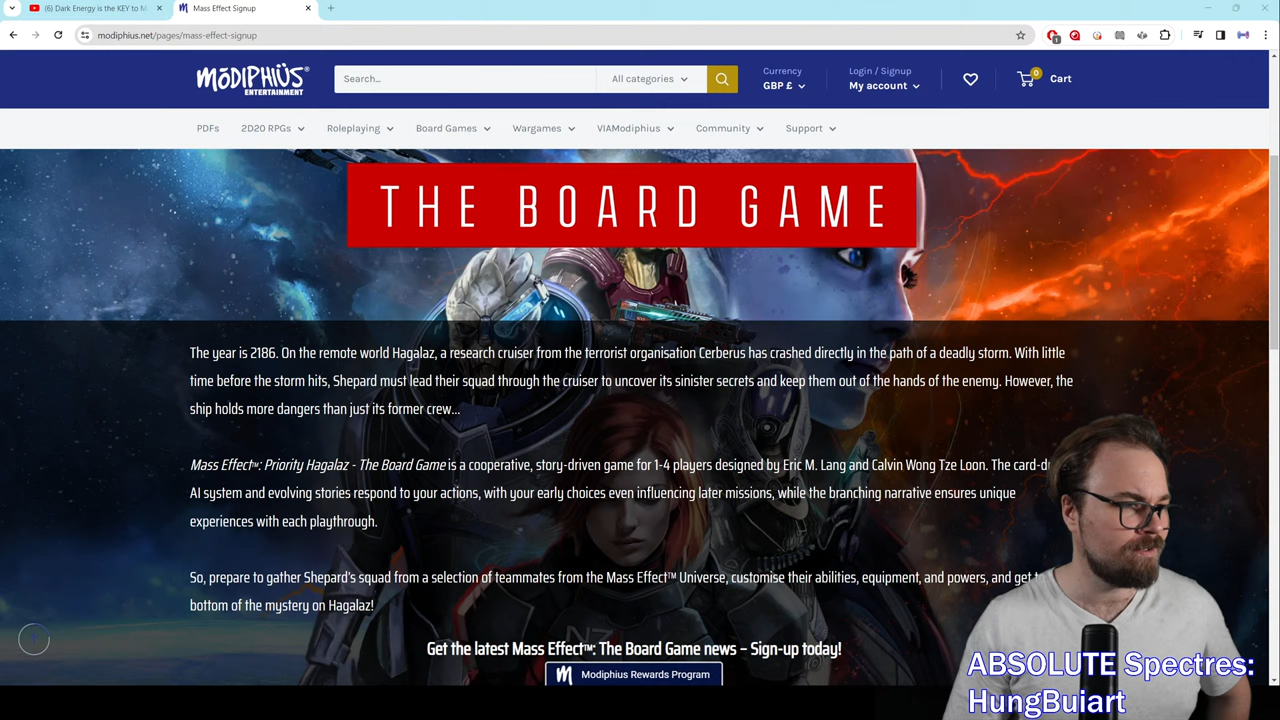 (6) Dark Energy is the KEY to M
Mass Effect Signup
modiphius.net/pages/mass-effect-signup
1
MŌDIPHIÜS
ENTERTAINMENT
Search...
All categories
Currency
GBP £
Login / Signup
My account
0
Cart
PDFs
2D20 RPGs
Roleplaying
Board Games
Wargames
VIAModiphius
Community
Support
THE BOARD GAME
The year is 2186. On the remote world Hagalaz, a research cruiser from the terrorist organisation Cerberus has crashed directly in the path of a deadly storm. With little
time before the storm hits, Shepard must lead their squad through the cruiser to uncover its sinister secrets and keep them out of the hands of the enemy. However, the
ship holds more dangers than just its former crew...
Mass Effect™: Priority Hagalaz - The Board Game is a cooperative, story-driven game for 1-4 players designed by Eric M. Lang and Calvin Wong Tze Loon. The card-d
AI system and evolving stories respond to your actions, with your early choices even influencing later missions, while the branching narrative ensures unique
experiences with each playthrough.
So, prepare to gather Shepard's squad from a selection of teammates from the Mass Effect™ Universe, customise their abilities, equipment, and powers, and get t
bottom of the mystery on Hagalaz!
N7
Get the latest Mass Effect™: The Board Game news – Sign-up today!
Modiphius Rewards Program
ABSOLUTE Spectres:
HungBuiart